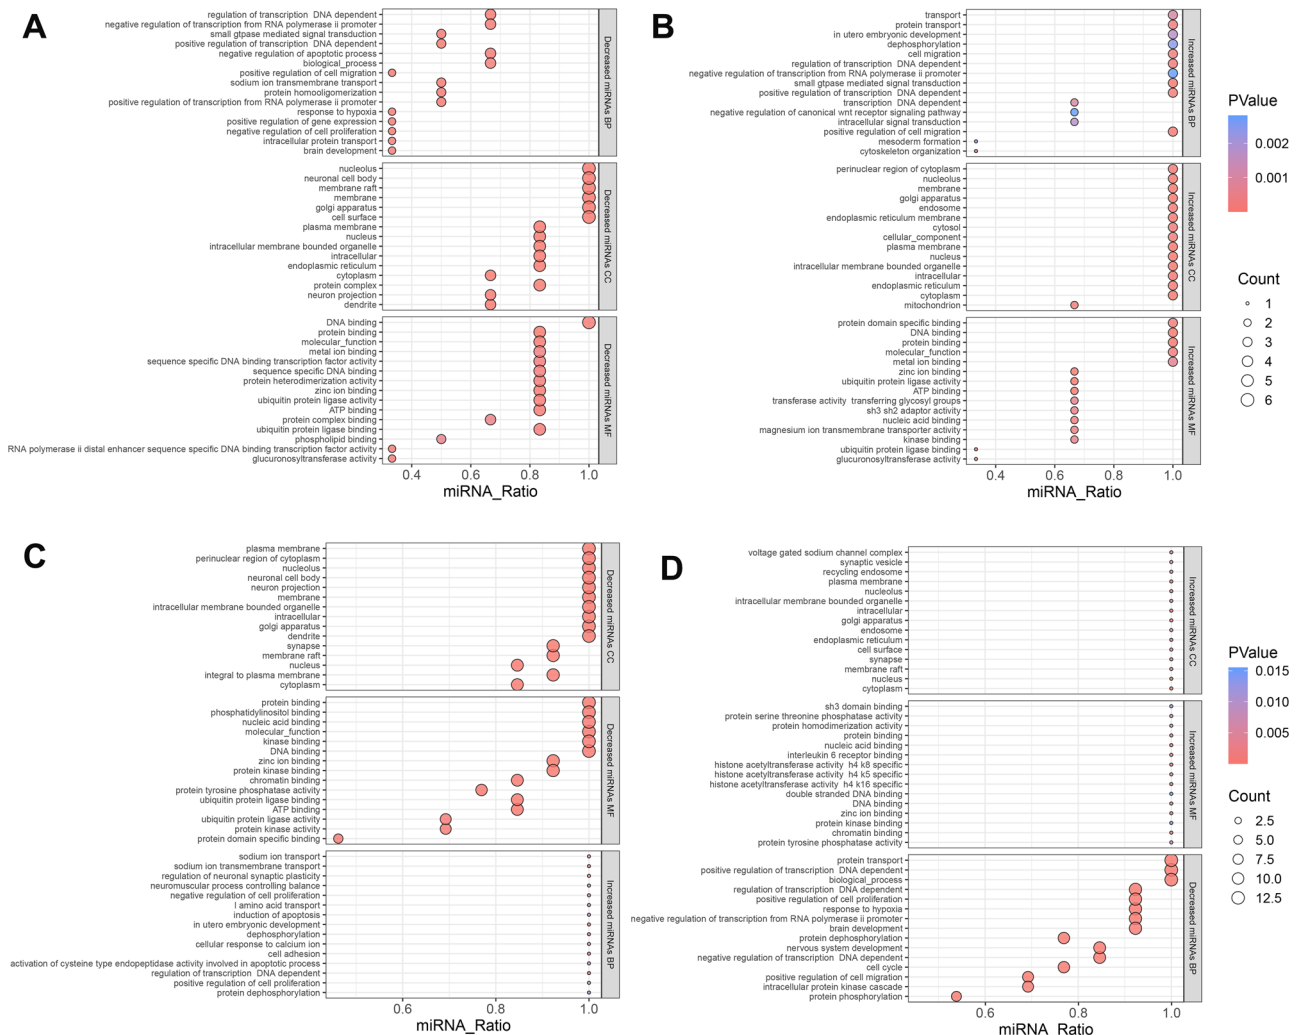 A
regulation of transcription DNA dependent
negative regulation of transcription from RNA polymerase ii promoter
small gtpase mediated signal transduction
positive regulation of transcription DNA dependent
negative regulation of apoptotic process
biological_process
positive regulation of cell migration
sodium ion transmembrane transport
protein homooligomerization
positive regulation of transcription from RNA polymerase ii promoter
response to hypoxia
positive regulation of gene expression
negative regulation of cell proliferation
intracellular protein transport
brain development
Decreased miRNAs BP
nucleolus
neuronal cell body
membrane raft
membrane
golgi apparatus
cell surface
plasma membrane
nucleus
intracellular membrane bounded organelle
intracellular
endoplasmic reticulum
cytoplasm
protein complex
neuron projection
dendrite
Decreased miRNAs CC
DNA binding
protein binding
molecular_function
metal ion binding
sequence specific DNA binding transcription factor activity
sequence specific DNA binding
protein heterodimerization activity
zinc ion binding
ubiquitin protein ligase activity
ATP binding
protein complex binding
ubiquitin protein ligase binding
phospholipid binding
RNA polymerase ii distal enhancer sequence specific DNA binding transcription factor activity
glucuronosyltransferase activity
Decreased miRNAs MF
0.4 0.6 0.8 1.0
miRNA_Ratio
B
transport
protein transport
in utero embryonic development
dephosphorylation
cell migration
regulation of transcription DNA dependent
negative regulation of transcription from RNA polymerase ii promoter
small gtpase mediated signal transduction
positive regulation of transcription DNA dependent
transcription DNA dependent
negative regulation of canonical wnt receptor signaling pathway
intracellular signal transduction
positive regulation of cell migration
mesoderm formation
cytoskeleton organization
Increased miRNAs BP
perinuclear region of cytoplasm
nucleolus
membrane
golgi apparatus
endosome
endoplasmic reticulum membrane
cytosol
cellular_component
plasma membrane
nucleus
intracellular membrane bounded organelle
intracellular
endoplasmic reticulum
cytoplasm
mitochondrion
Increased miRNAs CC
protein domain specific binding
DNA binding
protein binding
molecular_function
metal ion binding
zinc ion binding
ubiquitin protein ligase activity
ATP binding
transferase activity transferring glycosyl groups
sh3 sh2 adaptor activity
nucleic acid binding
magnesium ion transmembrane transporter activity
kinase binding
ubiquitin protein ligase binding
glucuronosyltransferase activity
Increased miRNAs MF
0.4 0.6 0.8 1.0
miRNA_Ratio
PValue
0.002
0.001
Count
1
2
3
4
5
6
C
plasma membrane
perinuclear region of cytoplasm
nucleolus
neuronal cell body
neuron projection
membrane
intracellular membrane bounded organelle
intracellular
golgi apparatus
dendrite
synapse
membrane raft
nucleus
integral to plasma membrane
cytoplasm
Decreased miRNAs CC
protein binding
phosphatidylinositol binding
nucleic acid binding
molecular_function
kinase binding
DNA binding
zinc ion binding
protein kinase binding
chromatin binding
protein tyrosine phosphatase activity
ubiquitin protein ligase binding
ATP binding
ubiquitin protein ligase activity
protein kinase activity
protein domain specific binding
Decreased miRNAs MF
sodium ion transport
sodium ion transmembrane transport
regulation of neuronal synaptic plasticity
neuromuscular process controlling balance
negative regulation of cell proliferation
l amino acid transport
induction of apoptosis
in utero embryonic development
dephosphorylation
cellular response to calcium ion
cell adhesion
activation of cysteine type endopeptidase activity involved in apoptotic process
regulation of transcription DNA dependent
positive regulation of cell proliferation
protein dephosphorylation
Increased miRNAs BP
0.6 0.8 1.0
miRNA_Ratio
D
voltage gated sodium channel complex
synaptic vesicle
recycling endosome
plasma membrane
nucleolus
intracellular membrane bounded organelle
intracellular
golgi apparatus
endosome
endoplasmic reticulum
cell surface
synapse
membrane raft
nucleus
cytoplasm
Increased miRNAs CC
sh3 domain binding
protein serine threonine phosphatase activity
protein homodimerization activity
protein binding
nucleic acid binding
interleukin 6 receptor binding
histone acetyltransferase activity h4 k8 specific
histone acetyltransferase activity h4 k5 specific
histone acetyltransferase activity h4 k16 specific
double stranded DNA binding
DNA binding
zinc ion binding
protein kinase binding
chromatin binding
protein tyrosine phosphatase activity
Increased miRNAs MF
protein transport
positive regulation of transcription DNA dependent
biological_process
regulation of transcription DNA dependent
positive regulation of cell proliferation
response to hypoxia
negative regulation of transcription from RNA polymerase ii promoter
brain development
protein dephosphorylation
nervous system development
negative regulation of transcription DNA dependent
cell cycle
positive regulation of cell migration
intracellular protein kinase cascade
protein phosphorylation
Decreased miRNAs BP
0.6 0.8 1.0
miRNA_Ratio
PValue
0.015
0.010
0.005
Count
2.5
5.0
7.5
10.0
12.5